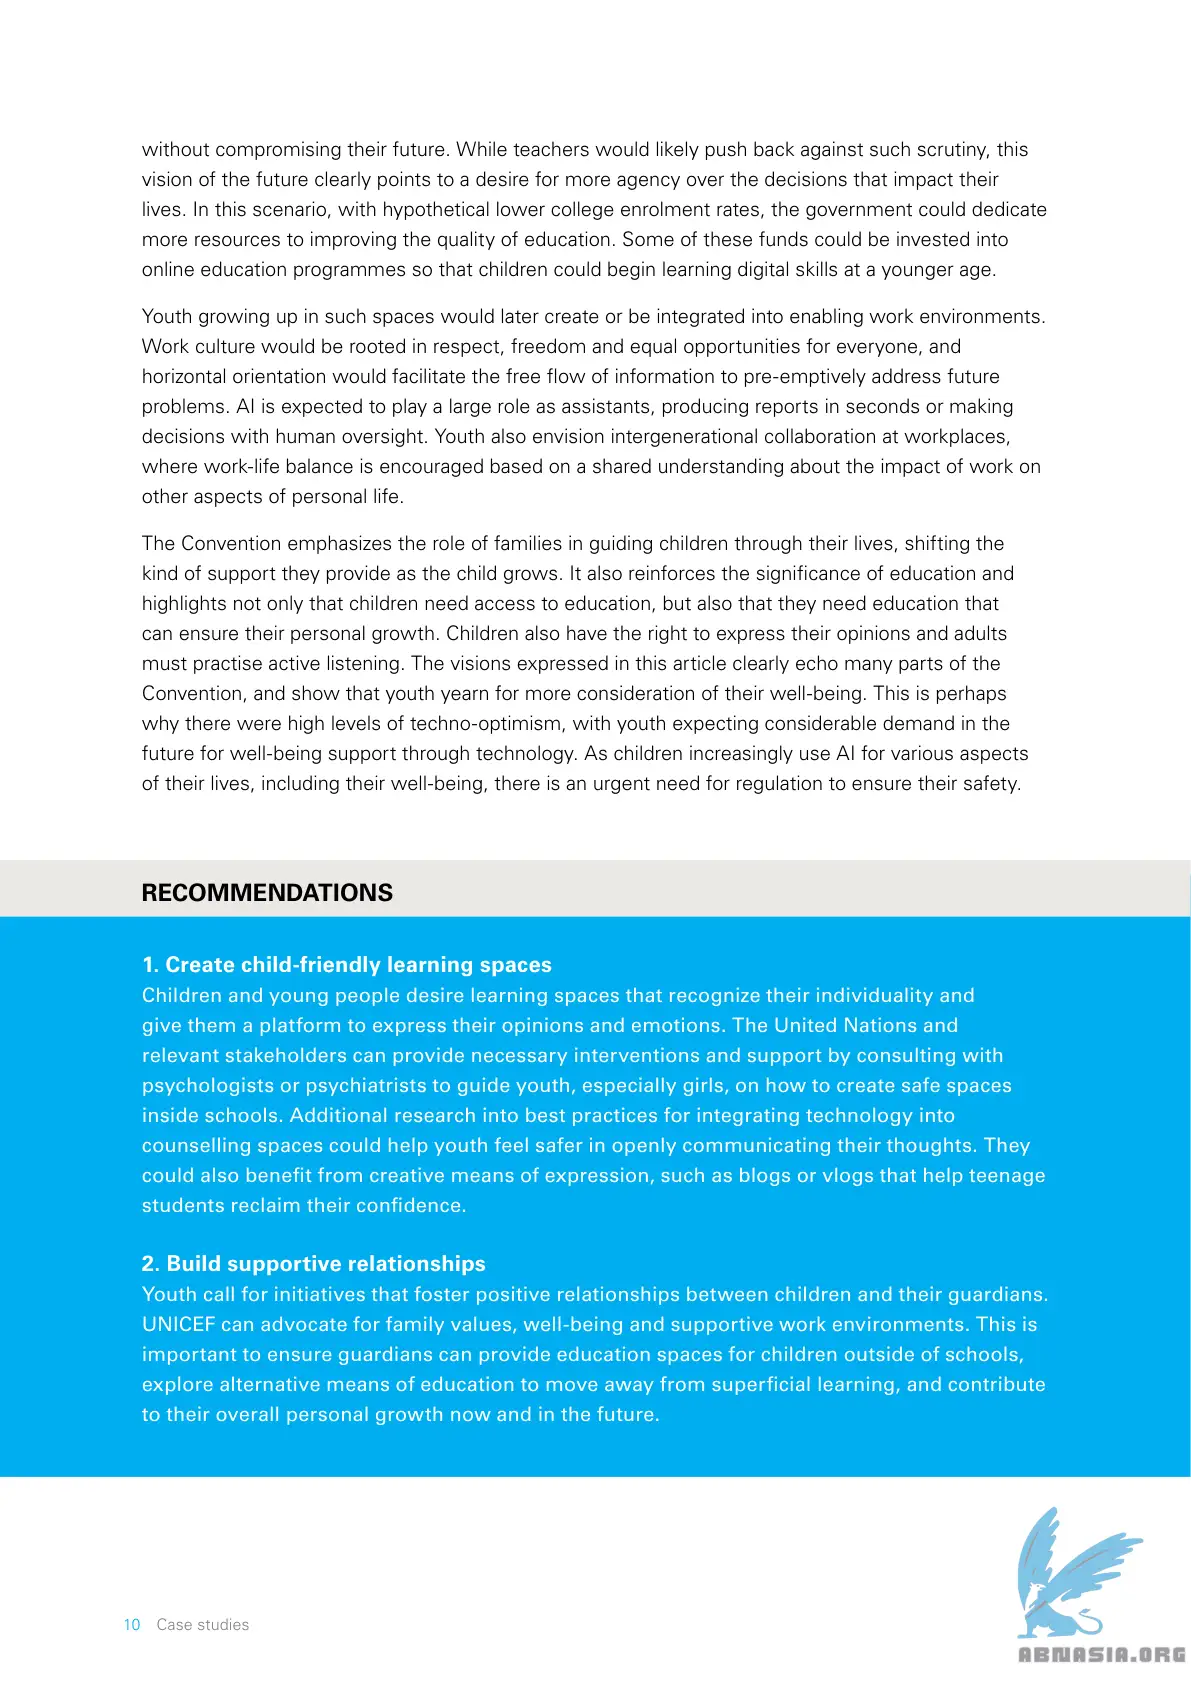 without compromising their future. While teachers would likely push back against such scrutiny, this
vision of the future clearly points to a desire for more agency over the decisions that impact their
lives. In this scenario, with hypothetical lower college enrolment rates, the government could dedicate
more resources to improving the quality of education. Some of these funds could be invested into
online education programmes so that children could begin learning digital skills at a younger age.
Youth growing up in such spaces would later create or be integrated into enabling work environments.
Work culture would be rooted in respect, freedom and equal opportunities for everyone, and
horizontal orientation would facilitate the free flow of information to pre-emptively address future
problems. AI is expected to play a large role as assistants, producing reports in seconds or making
decisions with human oversight. Youth also envision intergenerational collaboration at workplaces,
where work-life balance is encouraged based on a shared understanding about the impact of work on
other aspects of personal life.
The Convention emphasizes the role of families in guiding children through their lives, shifting the
kind of support they provide as the child grows. It also reinforces the significance of education and
highlights not only that children need access to education, but also that they need education that
can ensure their personal growth. Children also have the right to express their opinions and adults
must practise active listening. The visions expressed in this article clearly echo many parts of the
Convention, and show that youth yearn for more consideration of their well-being. This is perhaps
why there were high levels of techno-optimism, with youth expecting considerable demand in the
future for well-being support through technology. As children increasingly use AI for various aspects
of their lives, including their well-being, there is an urgent need for regulation to ensure their safety.
RECOMMENDATIONS
1. Create child-friendly learning spaces
Children and young people desire learning spaces that recognize their individuality and
give them a platform to express their opinions and emotions. The United Nations and
relevant stakeholders can provide necessary interventions and support by consulting with
psychologists or psychiatrists to guide youth, especially girls, on how to create safe spaces
inside schools. Additional research into best practices for integrating technology into
counselling spaces could help youth feel safer in openly communicating their thoughts. They
could also benefit from creative means of expression, such as blogs or vlogs that help teenage
students reclaim their confidence.
2. Build supportive relationships
Youth call for initiatives that foster positive relationships between children and their guardians.
UNICEF can advocate for family values, well-being and supportive work environments. This is
important to ensure guardians can provide education spaces for children outside of schools,
explore alternative means of education to move away from superficial learning, and contribute
to their overall personal growth now and in the future.
10 Case studies
ABNASIA.ORG